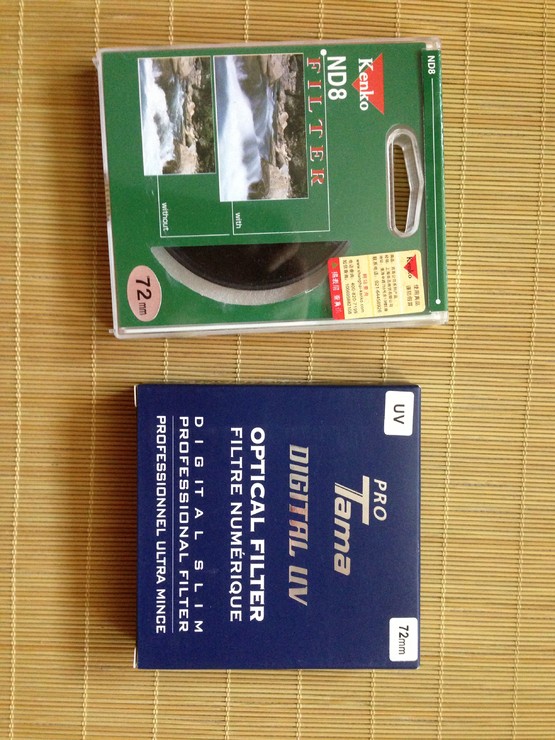 ND8
Kenko
ND8
FILTER
with
without
72mm
Kenko
UV
72mm
PRO
Tama
DIGITAL UV
OPTICAL FILTER
FILTRE NUMÉRIQUE
DIGITAL SLIM
PROFESSIONAL FILTER
PROFESSIONNEL ULTRA MINCE